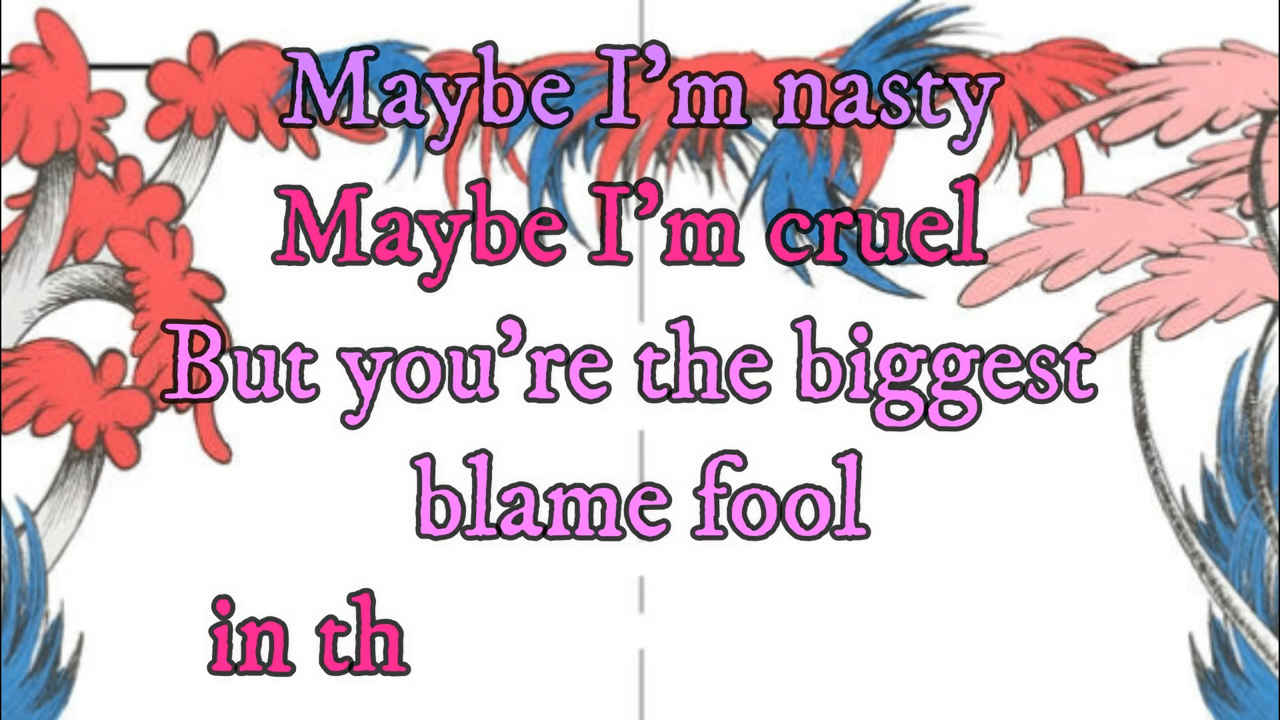 Maybe I'm nasty
Maybe I'm cruel
But you're the biggest
blame fool
in th